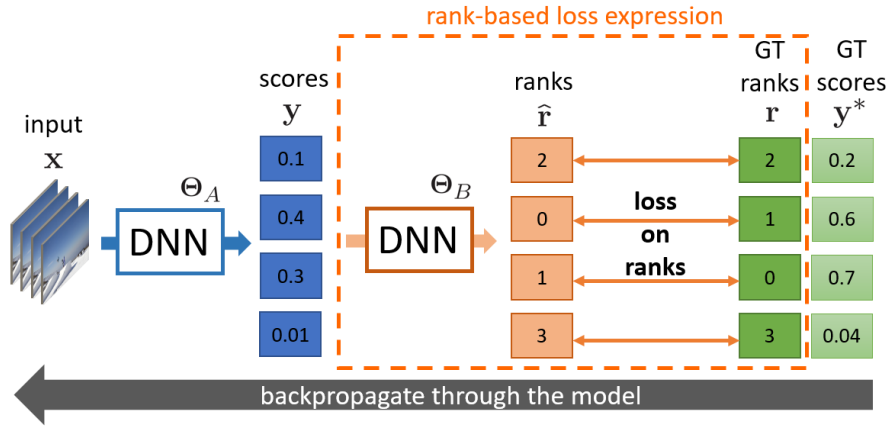 rank-based loss expression
GT GT
scores ranks ranks scores
input y r̂ r y*
x
0.1 2 2 0.2
Θ_A Θ_B
DNN 0.4 DNN 0 loss 1 0.6
on
0.3 1 ranks 0 0.7
0.01 3 3 0.04
backpropagate through the model